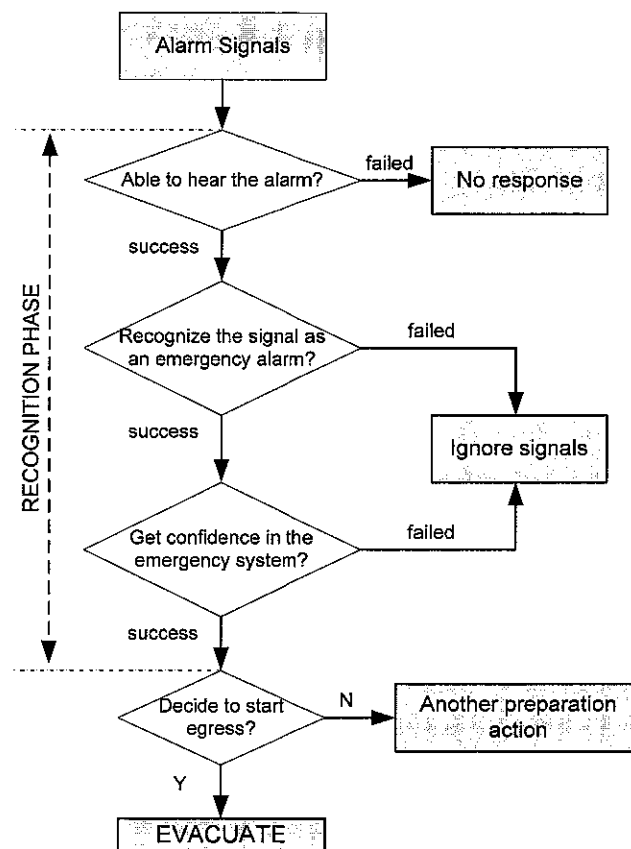 Alarm Signals
Able to hear the alarm?
failed
No response
success
RECOGNITION PHASE
Recognize the signal as
an emergency alarm?
failed
success
Ignore signals
Get confidence in the
emergency system?
failed
success
Decide to start
egress?
N
Another preparation
action
Y
EVACUATE